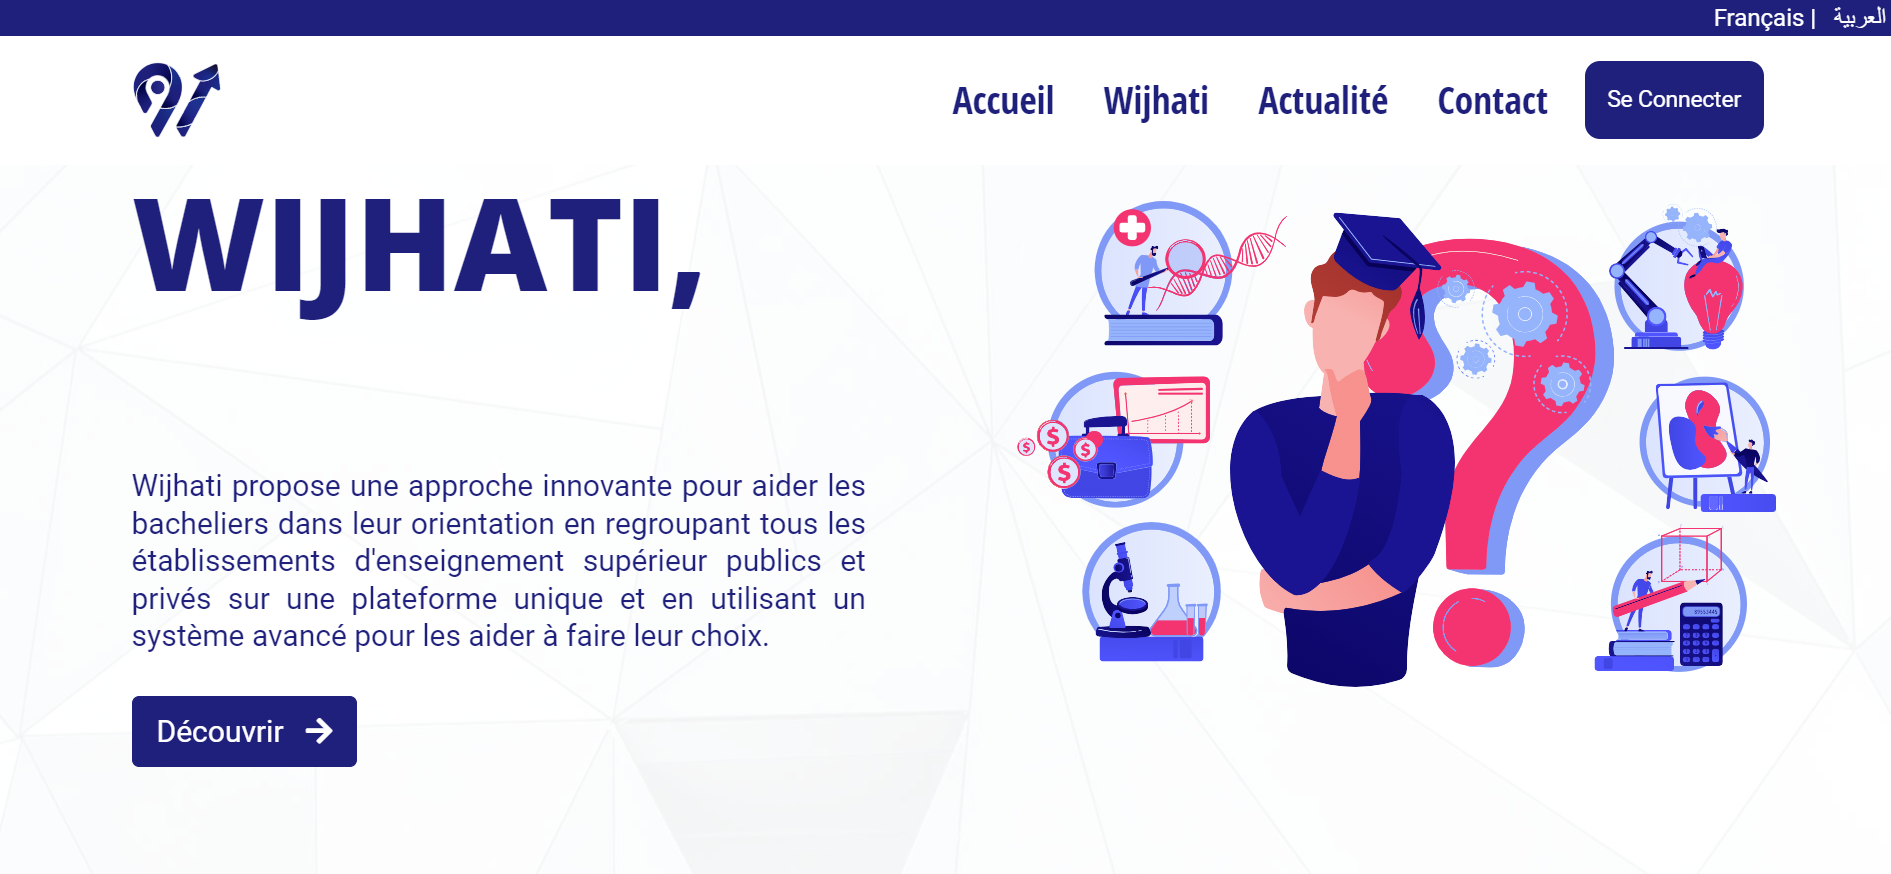 Français | العربية
Accueil Wijhati Actualité Contact Se Connecter
WIJHATI,
Wijhati propose une approche innovante pour aider les
bacheliers dans leur orientation en regroupant tous les
établissements d'enseignement supérieur publics et
privés sur une plateforme unique et en utilisant un
système avancé pour les aider à faire leur choix.
Découvrir